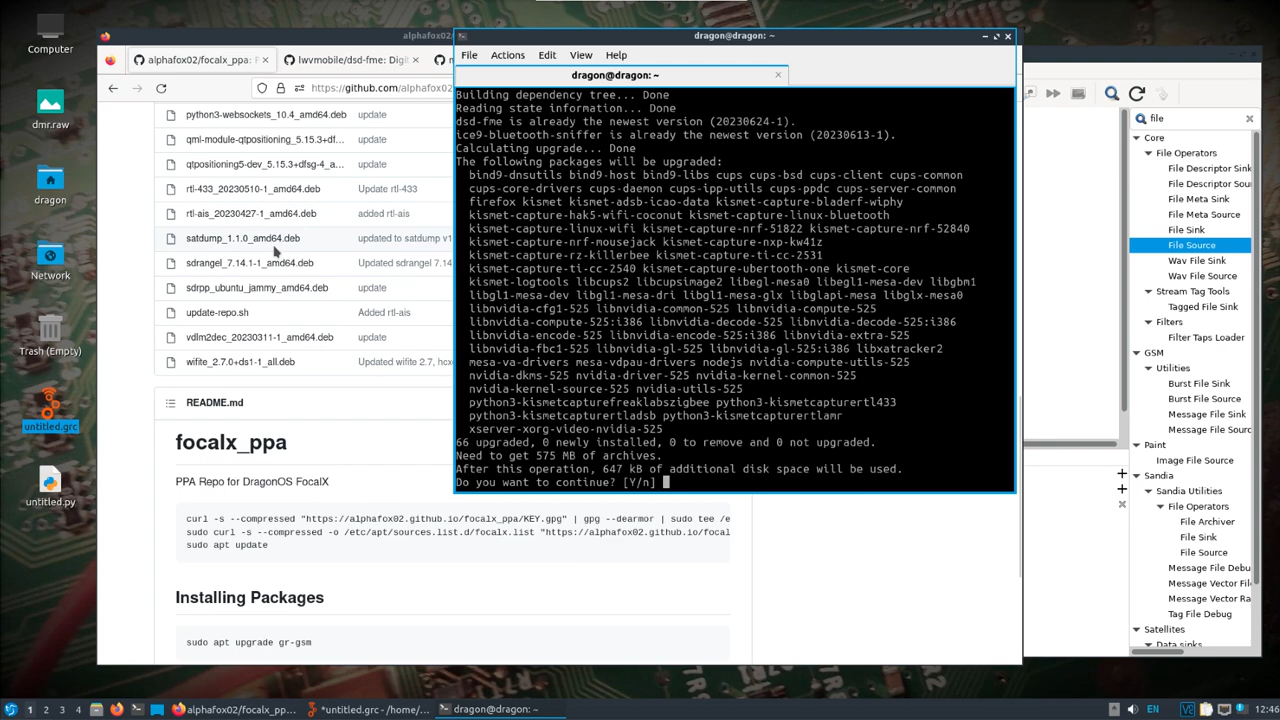 Computer
dmr.raw
dragon
Network
Trash (Empty)
untitled.grc
untitled.py
alphafox02/
alphafox02/focalx_ppa: F
lwvmobile/dsd-fme: Digit
https://github.com/alphafox02/
python3-websockets_10.4_amd64.deb update
qml-module-qtpositioning_5.15.3+df... update
qtpositioning5-dev_5.15.3+dfsg-4_a... update
rtl-433_20230510-1_amd64.deb Update rtl-433
rtl-ais_20230427-1_amd64.deb added rtl-ais
satdump_1.1.0_amd64.deb updated to satdump v1
sdrangel_7.14.1-1_amd64.deb Updated sdrangel 7.14
sdrpp_ubuntu_jammy_amd64.deb update
update-repo.sh Added rtl-ais
vdlm2dec_20230311-1_amd64.deb update
wifite_2.7.0+ds1-1_all.deb Updated wifite 2.7, hcx
README.md
focalx_ppa
PPA Repo for DragonOS FocalX
curl -s --compressed "https://alphafox02.github.io/focalx_ppa/KEY.gpg" | gpg --dearmor | sudo tee /e
sudo curl -s --compressed -o /etc/apt/sources.list.d/focalx.list "https://alphafox02.github.io/focal
sudo apt update
Installing Packages
sudo apt upgrade gr-gsm
dragon@dragon: ~
File Actions Edit View Help
dragon@dragon: ~
Building dependency tree... Done
Reading state information... Done
dsd-fme is already the newest version (20230624-1).
ice9-bluetooth-sniffer is already the newest version (20230613-1).
Calculating upgrade... Done
The following packages will be upgraded:
bind9-dnsutils bind9-host bind9-libs cups cups-bsd cups-client cups-common
cups-core-drivers cups-daemon cups-ipp-utils cups-ppdc cups-server-common
firefox kismet kismet-adsb-icao-data kismet-capture-bladerf-wiphy
kismet-capture-hak5-wifi-coconut kismet-capture-linux-bluetooth
kismet-capture-linux-wifi kismet-capture-nrf-51822 kismet-capture-nrf-52840
kismet-capture-nrf-mousejack kismet-capture-nxp-kw41z
kismet-capture-rz-killerbee kismet-capture-ti-cc-2531
kismet-capture-ti-cc-2540 kismet-capture-ubertooth-one kismet-core
kismet-logtools libcups2 libcupsimage2 libegl-mesa0 libegl1-mesa-dev libgbm1
libgl1-mesa-dev libgl1-mesa-dri libgl1-mesa-glx libglapi-mesa libglx-mesa0
libnvidia-cfg1-525 libnvidia-common-525 libnvidia-compute-525
libnvidia-compute-525:i386 libnvidia-decode-525 libnvidia-decode-525:i386
libnvidia-encode-525 libnvidia-encode-525:i386 libnvidia-extra-525
libnvidia-fbc1-525 libnvidia-gl-525 libnvidia-gl-525:i386 libxatracker2
mesa-va-drivers mesa-vdpau-drivers nodejs nvidia-compute-utils-525
nvidia-dkms-525 nvidia-driver-525 nvidia-kernel-common-525
nvidia-kernel-source-525 nvidia-utils-525
python3-kismetcapturefreaklabszigbee python3-kismetcapturertl433
python3-kismetcapturertladsb python3-kismetcapturertlamr
xserver-xorg-video-nvidia-525
66 upgraded, 0 newly installed, 0 to remove and 0 not upgraded.
Need to get 575 MB of archives.
After this operation, 647 kB of additional disk space will be used.
Do you want to continue? [Y/n]
file
Core
File Operators
File Descriptor Sink
File Descriptor Sour
File Meta Sink
File Meta Source
File Sink
File Source
Wav File Sink
Wav File Source
Stream Tag Tools
Tagged File Sink
Filters
Filter Taps Loader
GSM
Utilities
Burst File Sink
Burst File Source
Message File Sink
Message File Source
Paint
Image File Source
Sandia
Sandia Utilities
File Operators
File Archiver
File Sink
File Source
Message File Debu
Message Vector Fil
Message Vector Ra
Tag File Debug
Satellites
Data sinks
1 2 3 4 alphafox02/focalx_pp... *untitled.grc - /home/... dragon@dragon: ~ EN 12:46